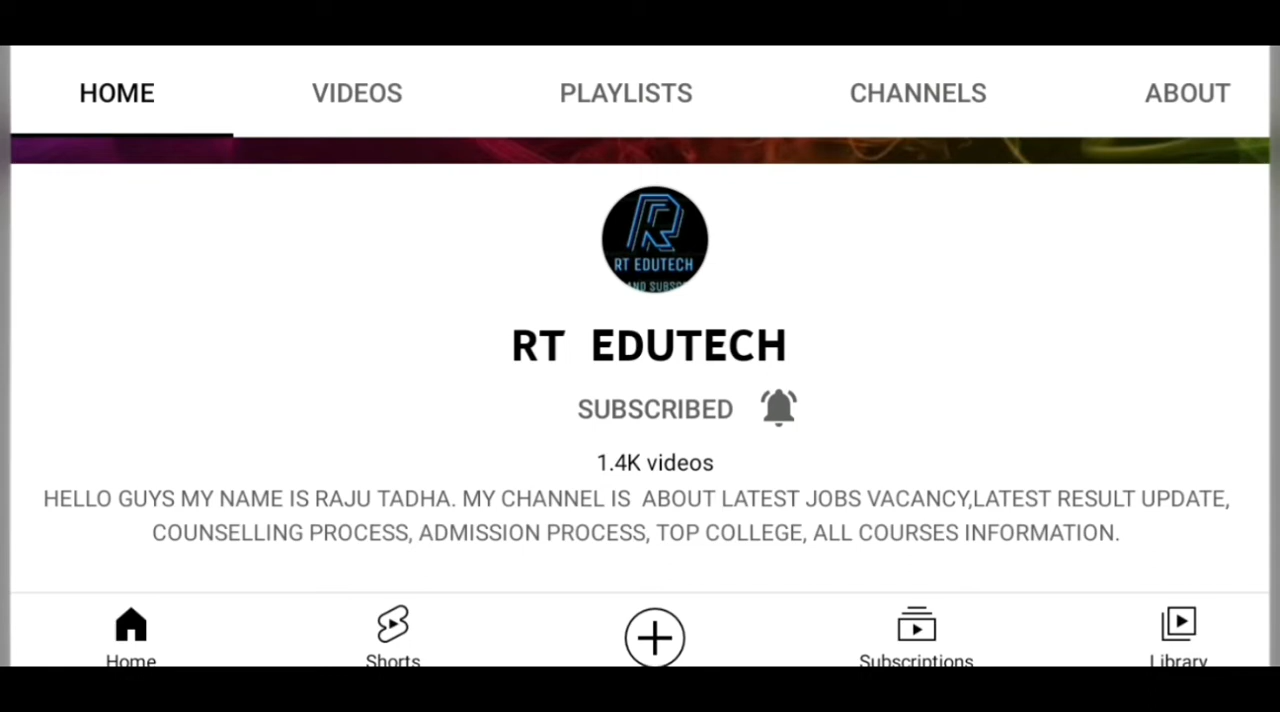 HOME VIDEOS PLAYLISTS CHANNELS ABOUT
RT EDUTECH
AND SUBSC
RT EDUTECH
SUBSCRIBED
1.4K videos
HELLO GUYS MY NAME IS RAJU TADHA. MY CHANNEL IS ABOUT LATEST JOBS VACANCY,LATEST RESULT UPDATE,
COUNSELLING PROCESS, ADMISSION PROCESS, TOP COLLEGE, ALL COURSES INFORMATION.
Home Shorts Subscriptions Library